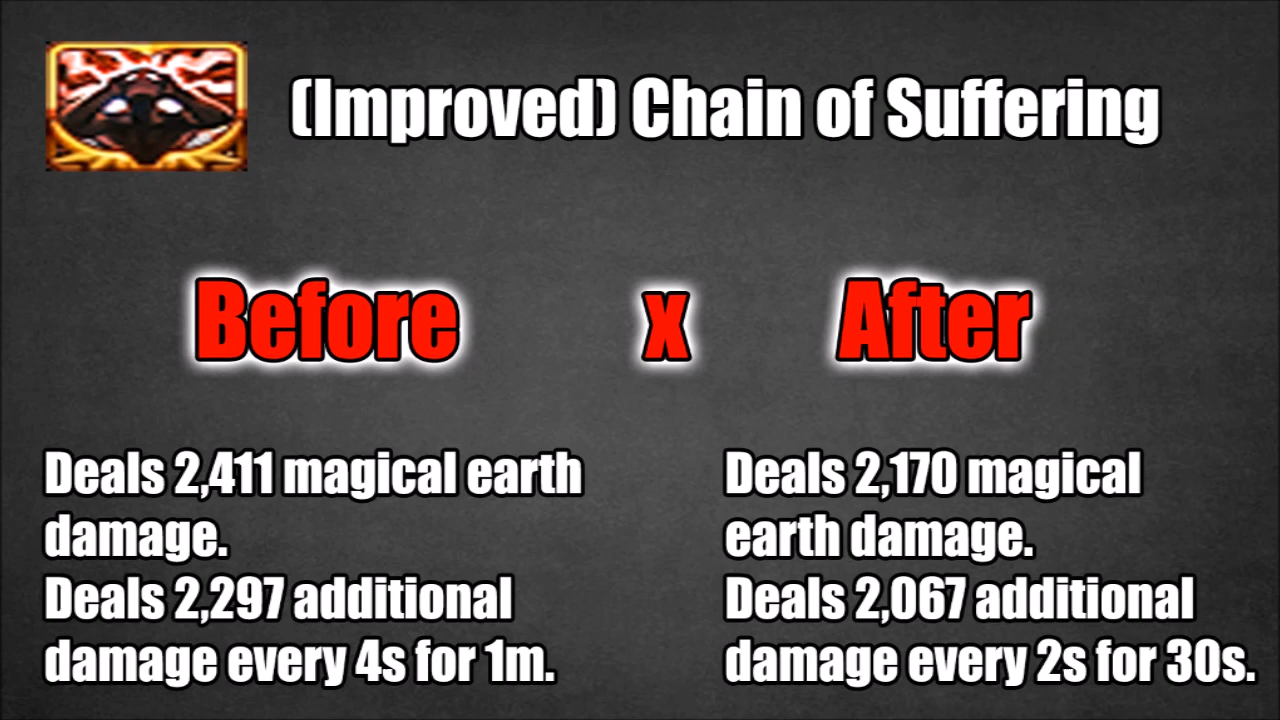 (Improved) Chain of Suffering
Before x After
Deals 2,411 magical earth
damage.
Deals 2,297 additional
damage every 4s for 1m.
Deals 2,170 magical
earth damage.
Deals 2,067 additional
damage every 2s for 30s.